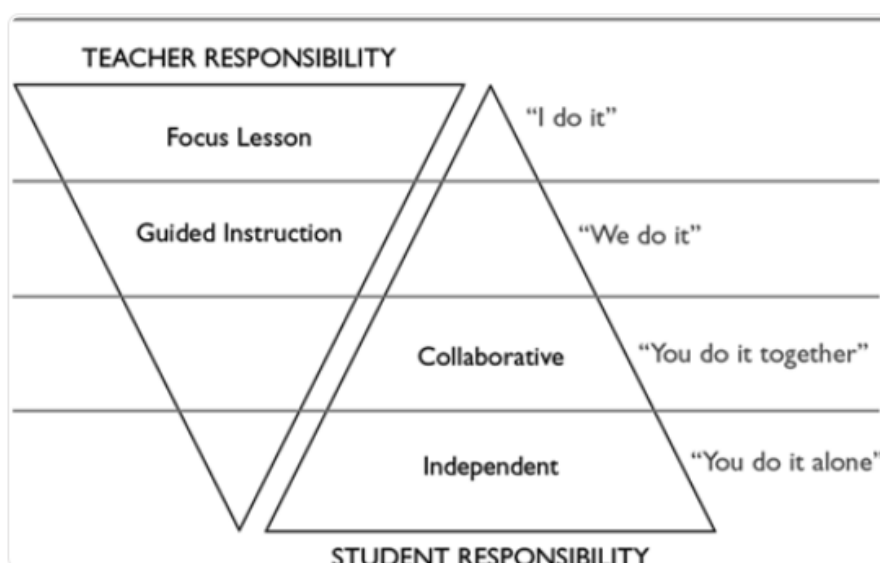 TEACHER RESPONSIBILITY
Focus Lesson
“I do it”
Guided Instruction
“We do it”
Collaborative
“You do it together”
Independent
“You do it alone”
STUDENT RESPONSIBILITY